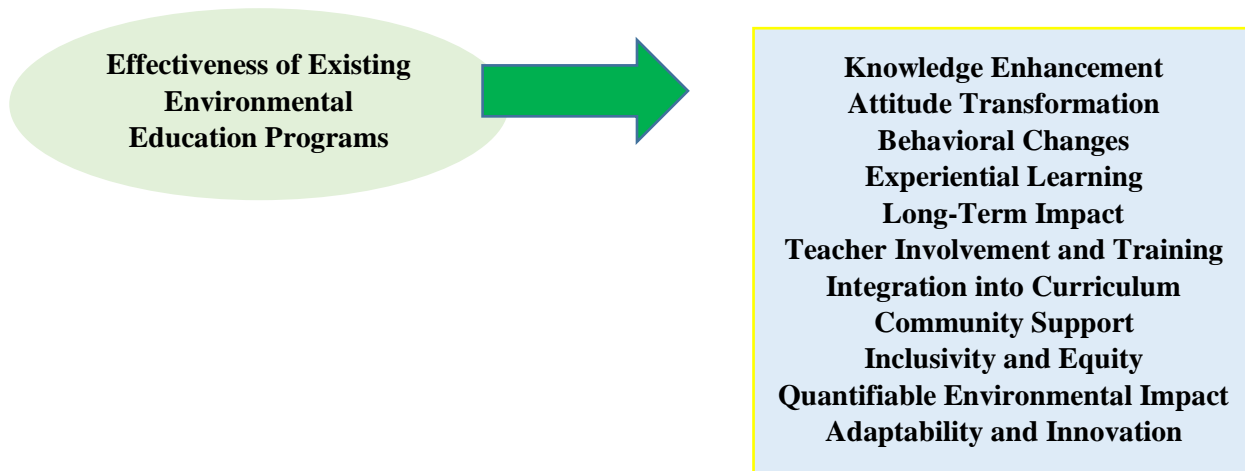 Effectiveness of Existing
Environmental
Education Programs
Knowledge Enhancement
Attitude Transformation
Behavioral Changes
Experiential Learning
Long-Term Impact
Teacher Involvement and Training
Integration into Curriculum
Community Support
Inclusivity and Equity
Quantifiable Environmental Impact
Adaptability and Innovation